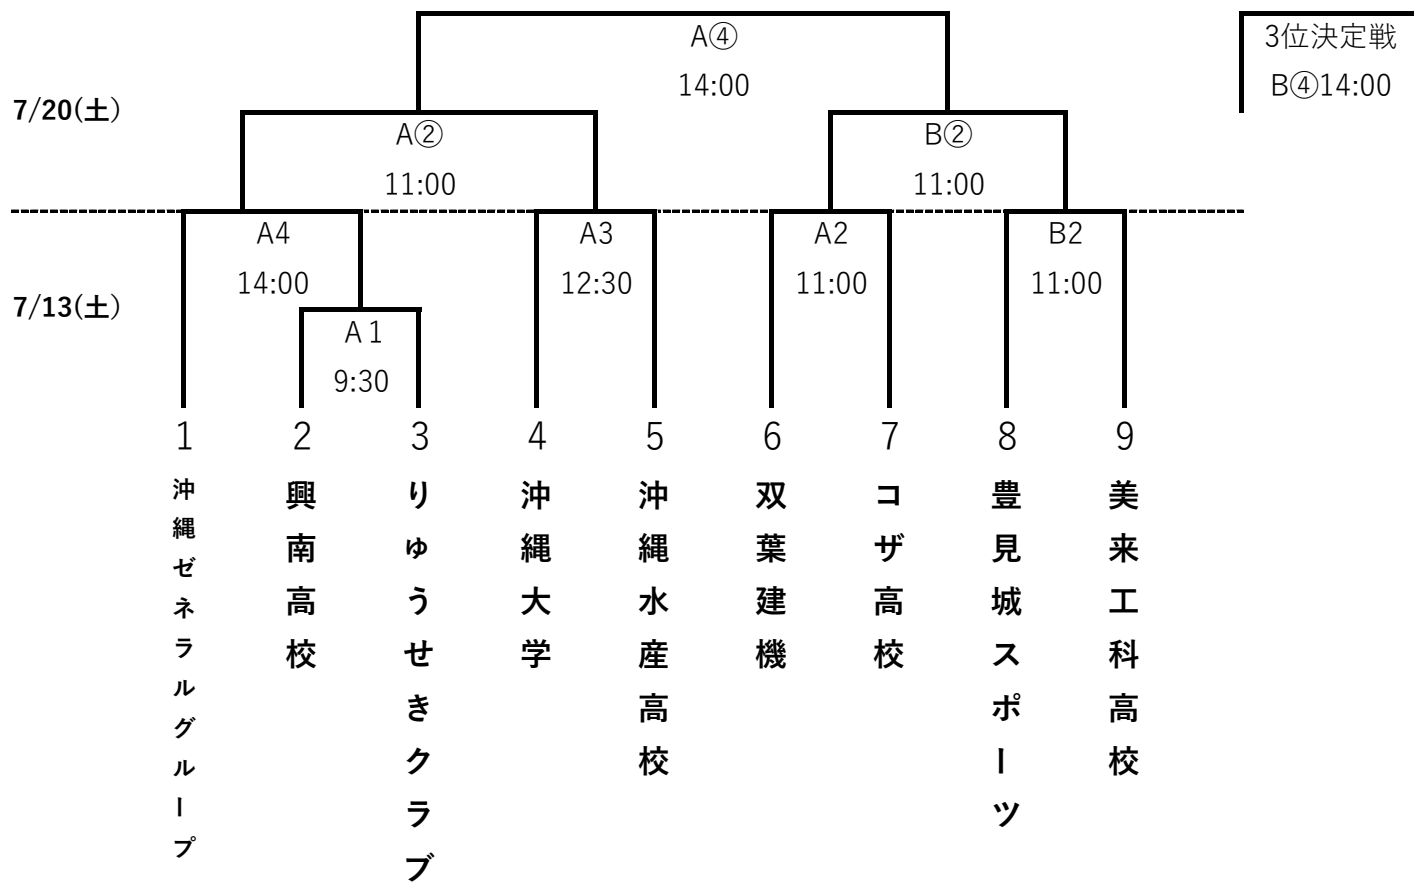 A④
14:00
3位決定戦
B④14:00
7/20(土)
A②
11:00
B②
11:00
A4
14:00
A3
12:30
A2
11:00
B2
11:00
7/13(土)
A１
9:30
1
2
3
4
5
6
7
8
9
沖縄ゼネラルグループ
興南高校
りゅうせきクラブ
沖縄大学
沖縄水産高校
双葉建機
コザ高校
豊見城スポーツ
美来工科高校